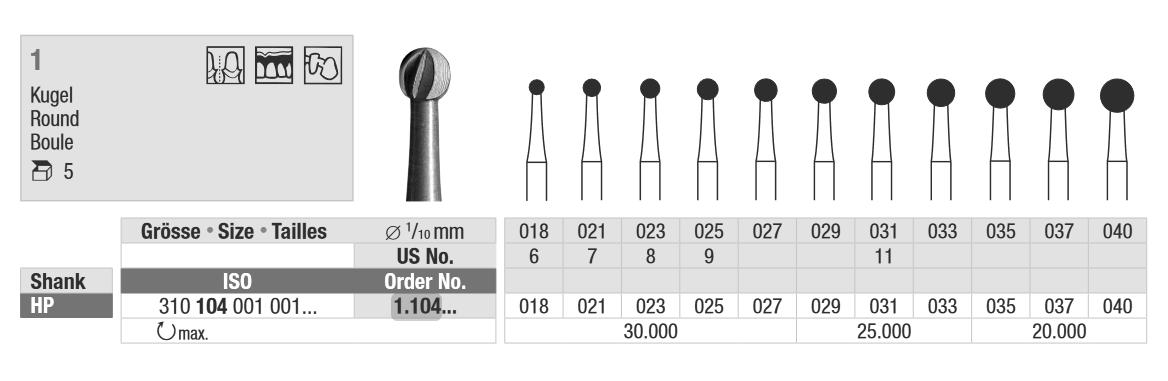 1
Kugel
Round
Boule
5
Grösse • Size • Tailles ∅ 1/10 mm 018 021 023 025 027 029 031 033 035 037 040
US No. 6 7 8 9 11
Shank ISO Order No.
HP 310 104 001 001... 1.104... 018 021 023 025 027 029 031 033 035 037 040
max. 30.000 25.000 20.000